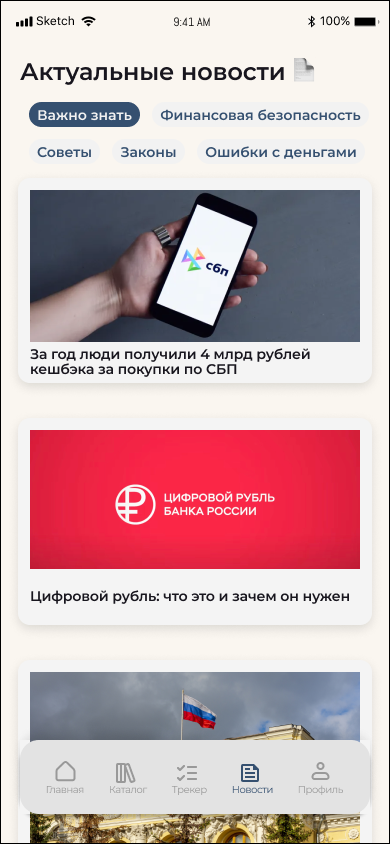 Sketch 9:41 AM 100%
Актуальные новости
Важно знать Финансовая безопасность
Советы Законы Ошибки с деньгами
сбп
За год люди получили 4 млрд рублей
кешбэка за покупки по СБП
ЦИФРОВОЙ РУБЛЬ
БАНКА РОССИИ
Цифровой рубль: что это и зачем он нужен
Главная Каталог Трекер Новости Профиль